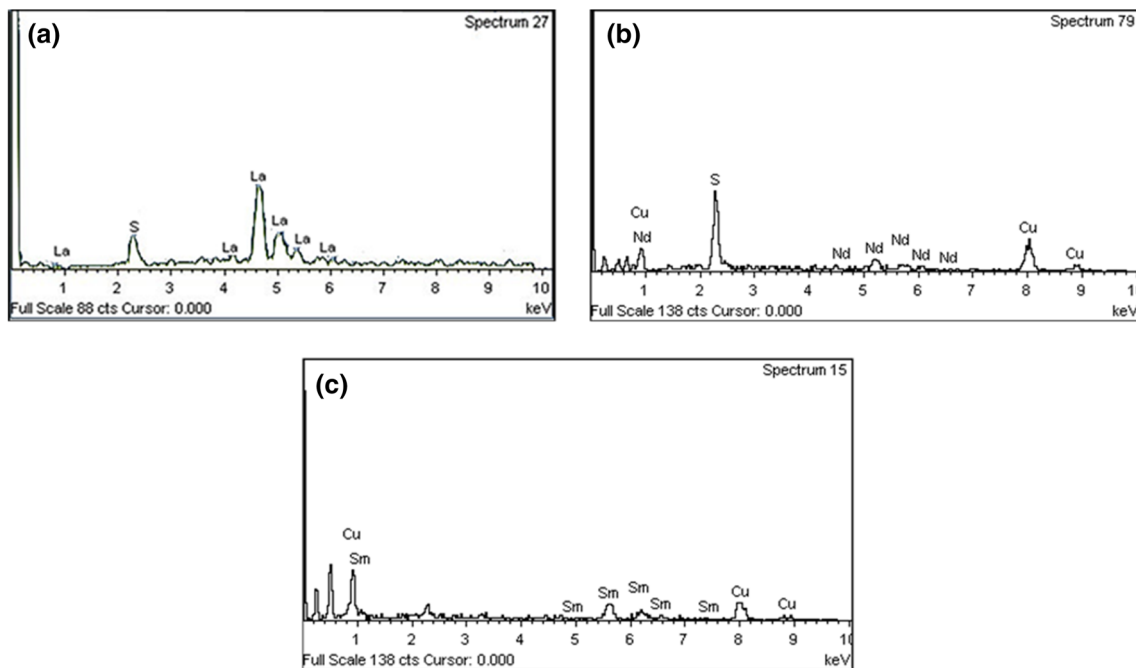 (a)
Spectrum 27
La
S
La
La
La
La
La
1 2 3 4 5 6 7 8 9 10
Full Scale 88 cts Cursor: 0.000 keV
(b)
Spectrum 79
Cu
Nd
S
Nd
Nd
Nd
Nd
Nd
Cu
Cu
1 2 3 4 5 6 7 8 9 10
Full Scale 138 cts Cursor: 0.000 keV
(c)
Spectrum 15
Cu
Sm
Sm
Sm
Sm
Sm
Sm
Cu
Cu
1 2 3 4 5 6 7 8 9 10
Full Scale 138 cts Cursor: 0.000 keV